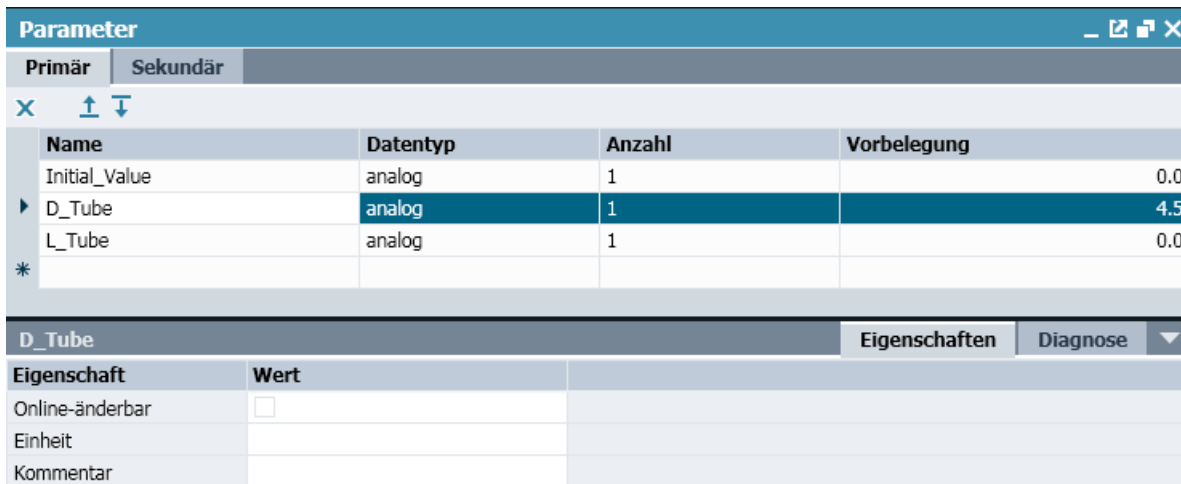 Parameter
Primär Sekundär
Name Datentyp Anzahl Vorbelegung
Initial_Value analog 1 0.0
D_Tube analog 1 4.5
L_Tube analog 1 0.0
D_Tube Eigenschaften Diagnose
Eigenschaft Wert
Online-änderbar
Einheit
Kommentar